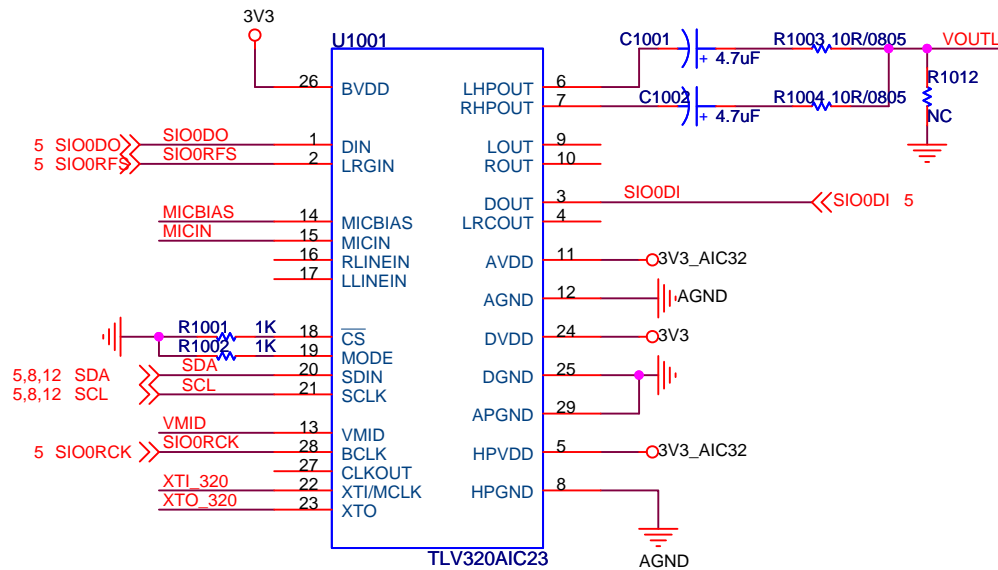 3V3
U1001
C1001
4.7uF
+
R1003 10R/0805
VOUTL
26 BVDD
LHPOUT 6
RHPOUT 7
C1002
4.7uF
+
R1004 10R/0805
R1012
NC
5 SIO0DO SIO0DO 1 DIN
5 SIO0RFS SIO0RFS 2 LRGIN
LOUT 9
ROUT 10
DOUT 3 SIO0DI SIO0DI 5
LRCOUT 4
MICBIAS 14 MICBIAS
MICIN 15 MICIN
16 RLINEIN
17 LLINEIN
AVDD 11 3V3_AIC32
AGND 12 AGND
R1001 1K 18 CS
R1002 1K 19 MODE
DVDD 24 3V3
5,8,12 SDA SDA 20 SDIN
5,8,12 SCL SCL 21 SCLK
DGND 25
APGND 29
VMID 13 VMID
5 SIO0RCK SIO0RCK 28 BCLK
27 CLKOUT
HPVDD 5 3V3_AIC32
XTI_320 22 XTI/MCLK
XTO_320 23 XTO
HPGND 8
AGND
TLV320AIC23